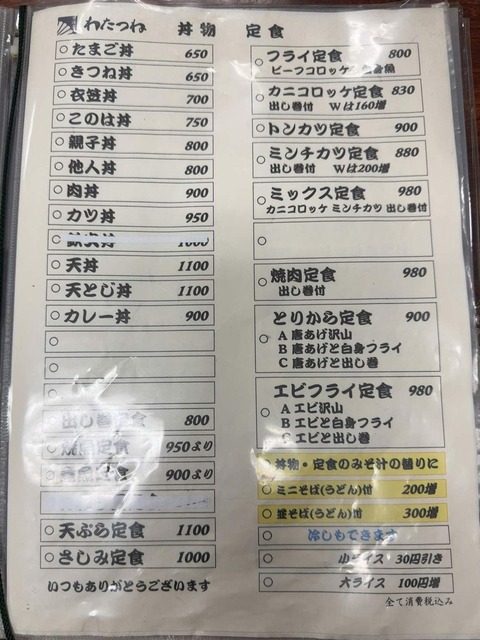 わたつね 丼物 定食
たまご丼 650
きつね丼 650
衣笠丼 700
このは丼 750
親子丼 800
他人丼 800
肉丼 900
カツ丼 950
1000
天丼 1100
天とじ丼 1100
カレー丼 900
出し巻定食 800
定食 950より
900より
天ぷら定食 1100
さしみ定食 1000
いつもありがとうございます
フライ定食 800
ビーフコロッケ 魚
カニコロッケ定食 830
出し巻付 Wは160増
トンカツ定食 900
ミンチカツ定食 880
出し巻付 Wは200増
ミックス定食 980
カニコロッケ ミンチカツ 出し巻付
焼肉定食 980
出し巻付
とりから定食 900
A 唐あげ沢山
B 唐あげと白身フライ
C 唐あげと出し巻
エビフライ定食 980
A エビ沢山
B エビと白身フライ
C エビと出し巻
丼物・定食のみそ汁の替りに
ミニそば(うどん)付 200増
並そば(うどん)付 300増
冷しもできます
小ライス 30円引き
大ライス 100円増
全て消費税込み